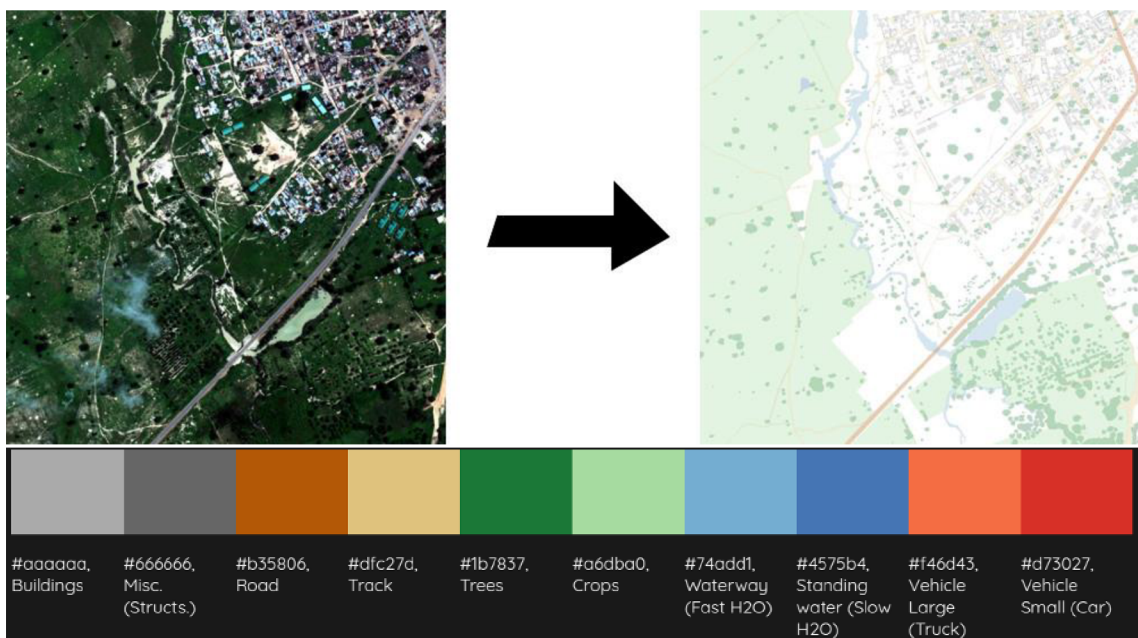 #aaaaaa,
Buildings
#666666,
Misc.
(Structs.)
#b35806,
Road
#dfc27d,
Track
#1b7837,
Trees
#a6dba0,
Crops
#74add1,
Waterway
(Fast H2O)
#4575b4,
Standing
water (Slow
H2O)
#f46d43,
Vehicle
Large
(Truck)
#d73027,
Vehicle
Small (Car)